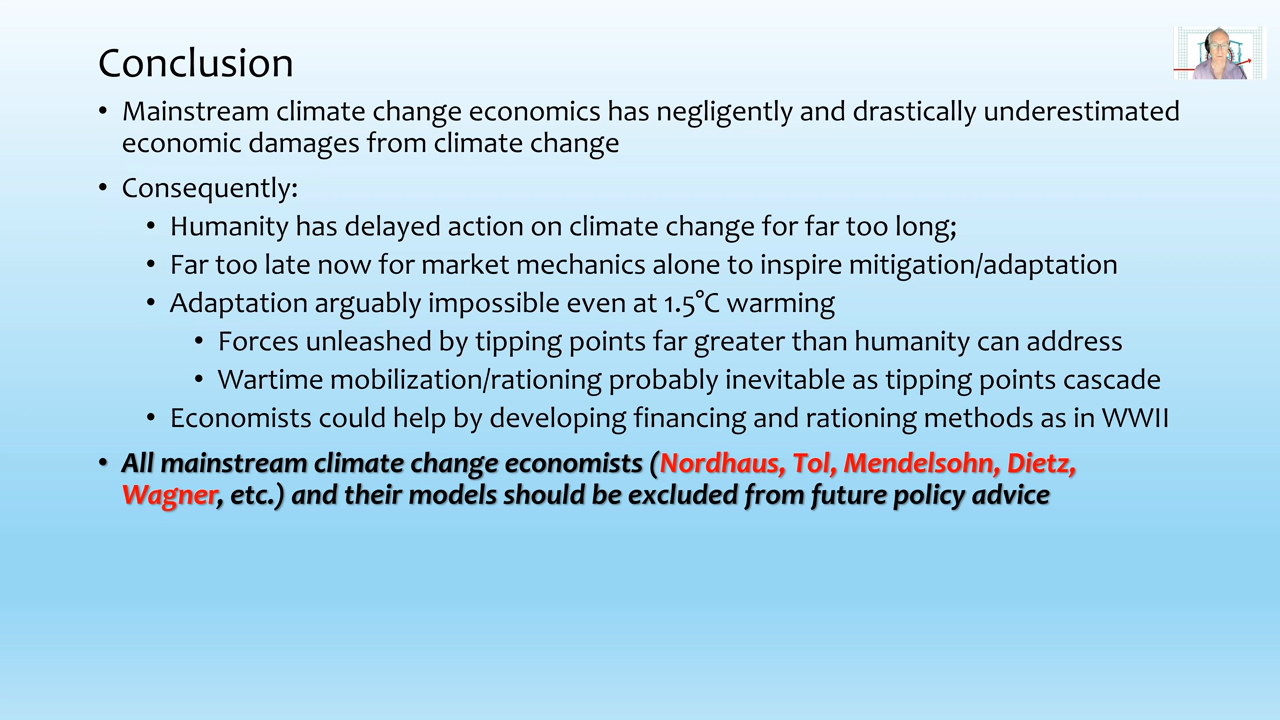 Conclusion
• Mainstream climate change economics has negligently and drastically underestimated
economic damages from climate change
• Consequently:
• Humanity has delayed action on climate change for far too long;
• Far too late now for market mechanics alone to inspire mitigation/adaptation
• Adaptation arguably impossible even at 1.5°C warming
• Forces unleashed by tipping points far greater than humanity can address
• Wartime mobilization/rationing probably inevitable as tipping points cascade
• Economists could help by developing financing and rationing methods as in WWII
• All mainstream climate change economists (Nordhaus, Tol, Mendelsohn, Dietz,
Wagner, etc.) and their models should be excluded from future policy advice